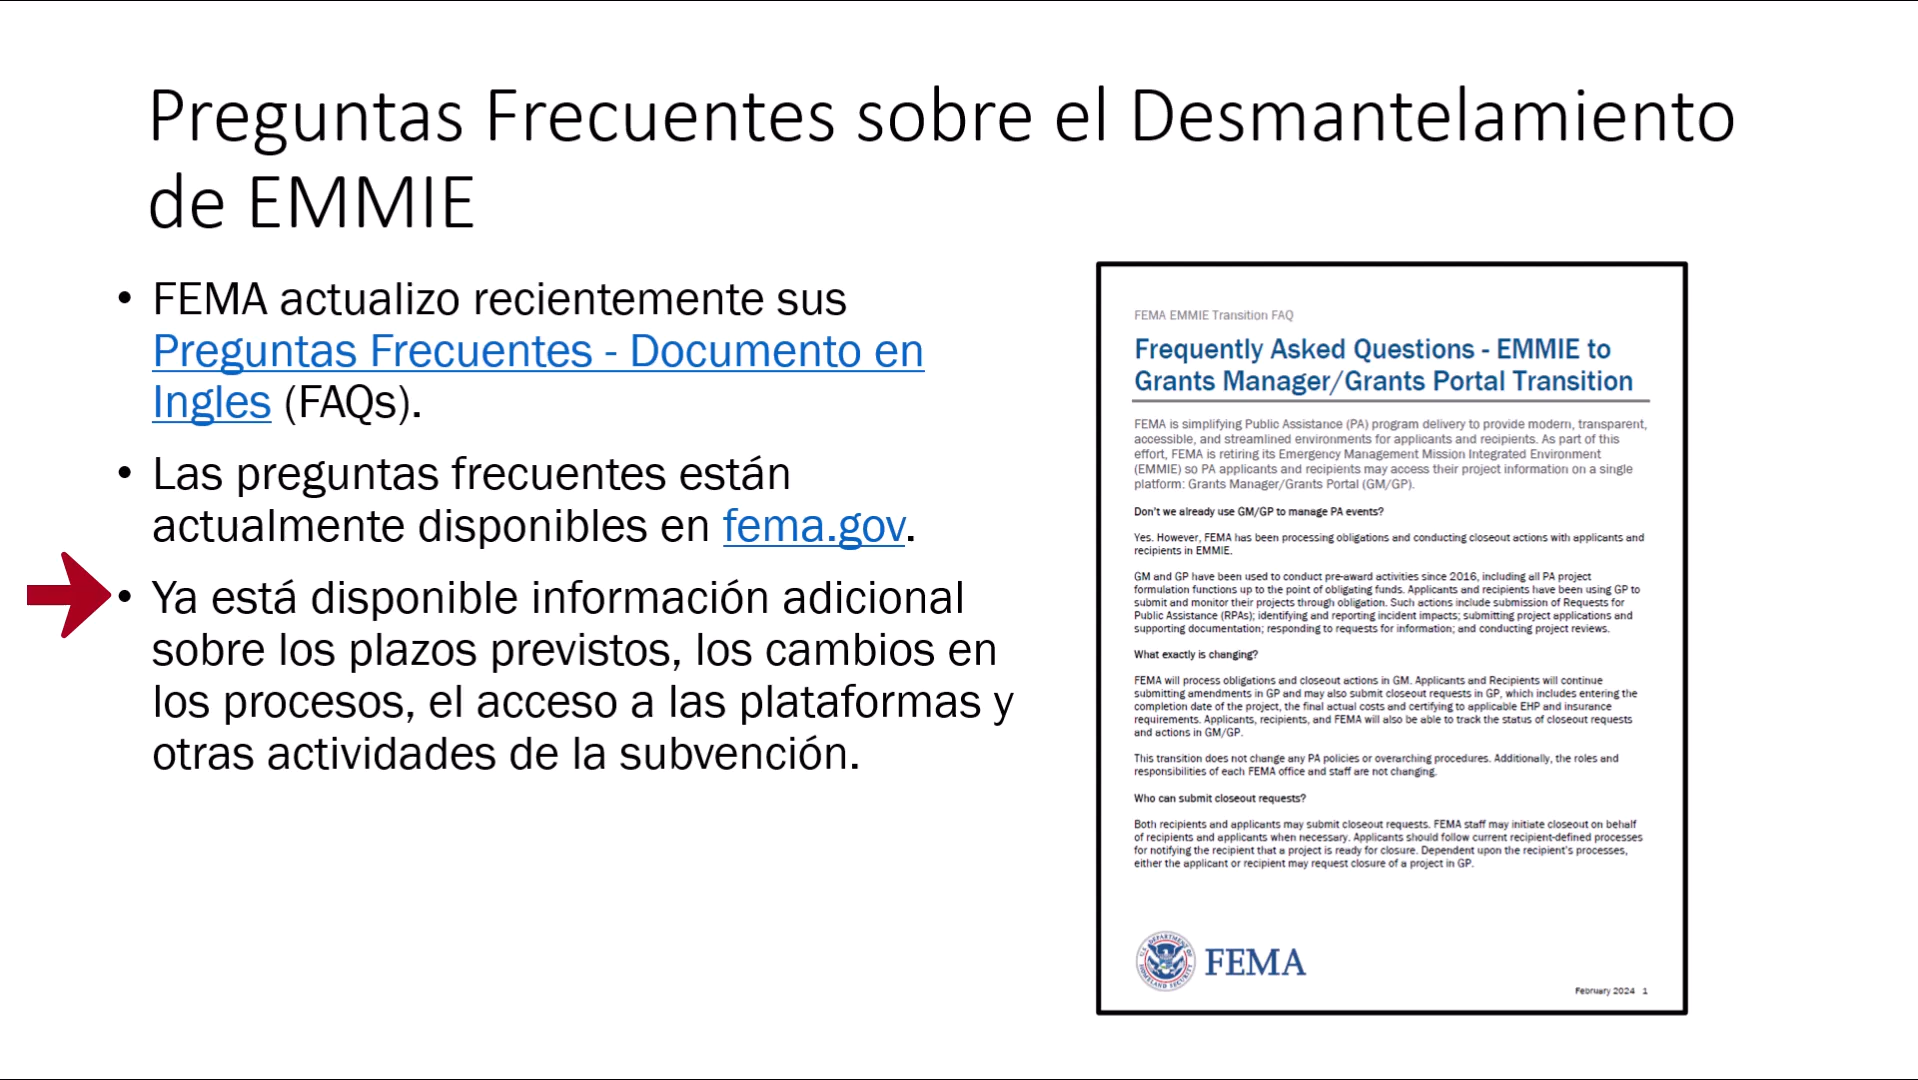 Preguntas Frecuentes sobre el Desmantelamiento
de EMMIE
• FEMA actualizo recientemente sus
Preguntas Frecuentes - Documento en
Ingles (FAQs).
• Las preguntas frecuentes están
actualmente disponibles en fema.gov.
• Ya está disponible información adicional
sobre los plazos previstos, los cambios en
los procesos, el acceso a las plataformas y
otras actividades de la subvención.
FEMA EMMIE Transition FAQ
Frequently Asked Questions - EMMIE to
Grants Manager/Grants Portal Transition
FEMA is simplifying Public Assistance (PA) program delivery to provide modern, transparent,
accessible, and streamlined environments for applicants and recipients. As part of this
effort, FEMA is retiring its Emergency Management Mission Integrated Environment
(EMMIE) so PA applicants and recipients may access their project information on a single
platform: Grants Manager/Grants Portal (GM/GP).
Don't we already use GM/GP to manage PA events?
Yes. However, FEMA has been processing obligations and conducting closeout actions with applicants and
recipients in EMMIE.
GM and GP have been used to conduct pre-award activities since 2016, including all PA project
formulation functions up to the point of obligating funds. Applicants and recipients have been using GP to
submit and monitor their projects through obligation. Such actions include submission of Requests for
Public Assistance (RPAs); identifying and reporting incident impacts; submitting project applications and
supporting documentation; responding to requests for information; and conducting project reviews.
What exactly is changing?
FEMA will process obligations and closeout actions in GM. Applicants and Recipients will continue
submitting amendments in GP and may also submit closeout requests in GP, which includes entering the
completion date of the project, the final actual costs and certifying to applicable EHP and insurance
requirements. Applicants, recipients, and FEMA will also be able to track the status of closeout requests
and actions in GM/GP.
This transition does not change any PA policies or overarching procedures. Additionally, the roles and
responsibilities of each FEMA office and staff are not changing.
Who can submit closeout requests?
Both recipients and applicants may submit closeout requests. FEMA staff may initiate closeout on behalf
of recipients and applicants when necessary. Applicants should follow current recipient-defined processes
for notifying the recipient that a project is ready for closure. Dependent upon the recipient's processes,
either the applicant or recipient may request closure of a project in GP.
U.S. DEPARTMENT OF
HOMELAND SECURITY
FEMA
February 2024 1